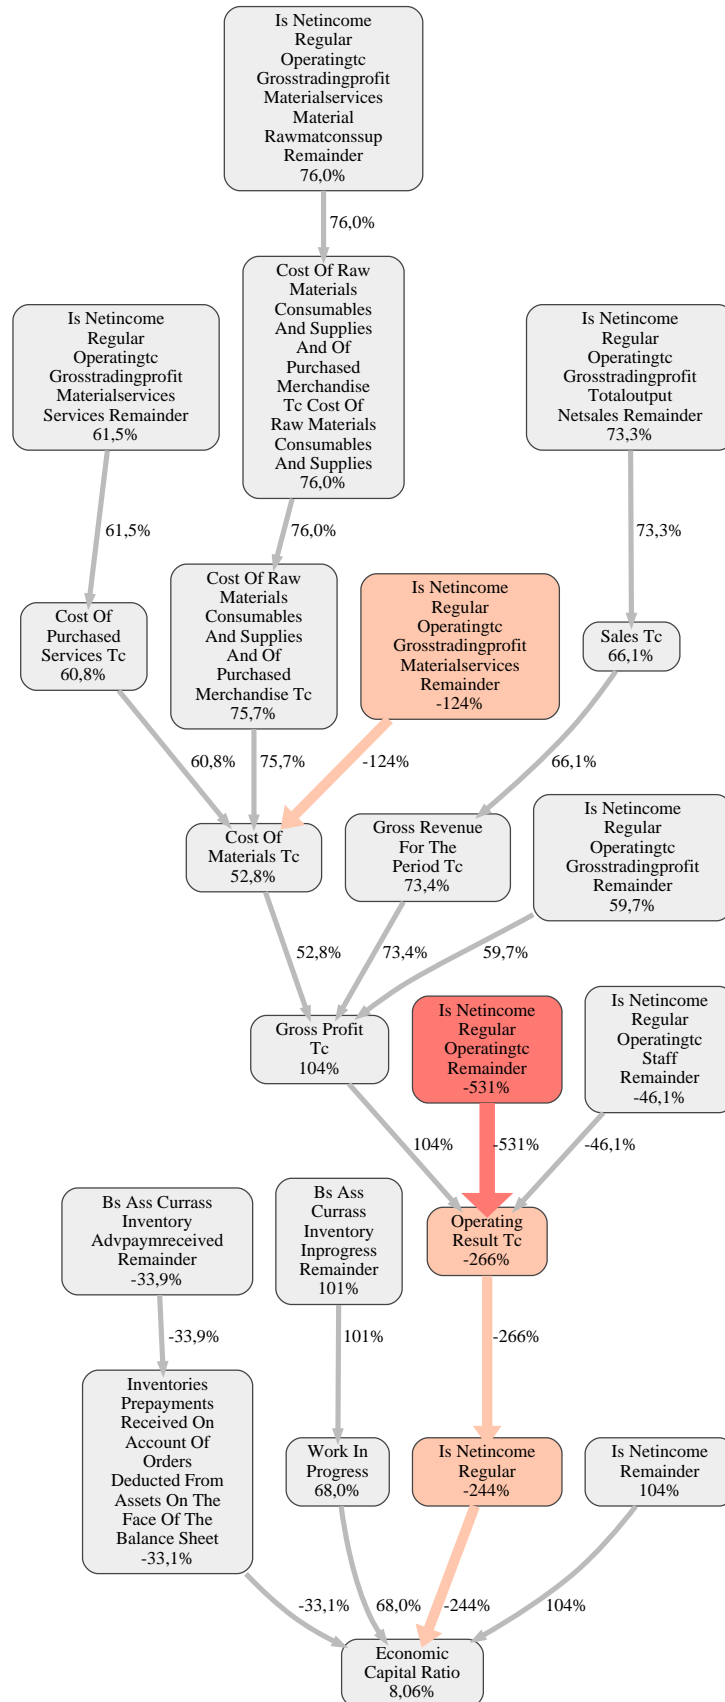 Is Netincome
Regular
Operatingtc
Grosstradingprofit
Materialservices
Material
Rawmatconssup
Remainder
76,0%
76,0%
Cost Of Raw
Materials
Consumables
And Supplies
And Of
Purchased
Merchandise
Tc Cost Of
Raw Materials
Consumables
And Supplies
76,0%
Is Netincome
Regular
Operatingtc
Grosstradingprofit
Materialservices
Services Remainder
61,5%
Is Netincome
Regular
Operatingtc
Grosstradingprofit
Totaloutput
Netsales Remainder
73,3%
61,5%
76,0%
73,3%
Cost Of
Purchased
Services Tc
60,8%
Cost Of Raw
Materials
Consumables
And Supplies
And Of
Purchased
Merchandise Tc
75,7%
Is Netincome
Regular
Operatingtc
Grosstradingprofit
Materialservices
Remainder
-124%
Sales Tc
66,1%
60,8%
75,7%
-124%
66,1%
Cost Of
Materials Tc
52,8%
Gross Revenue
For The
Period Tc
73,4%
Is Netincome
Regular
Operatingtc
Grosstradingprofit
Remainder
59,7%
52,8%
73,4%
59,7%
Gross Profit
Tc
104%
Is Netincome
Regular
Operatingtc
Remainder
-531%
Is Netincome
Regular
Operatingtc
Staff
Remainder
-46,1%
104%
-531%
-46,1%
Bs Ass Currass
Inventory
Advpaymreceived
Remainder
-33,9%
Bs Ass
Currass
Inventory
Inprogress
Remainder
101%
Operating
Result Tc
-266%
-33,9%
101%
-266%
Inventories
Prepayments
Received On
Account Of
Orders
Deducted From
Assets On The
Face Of The
Balance Sheet
-33,1%
Work In
Progress
68,0%
Is Netincome
Regular
-244%
Is Netincome
Remainder
104%
-33,1%
68,0%
-244%
104%
Economic
Capital Ratio
8,06%